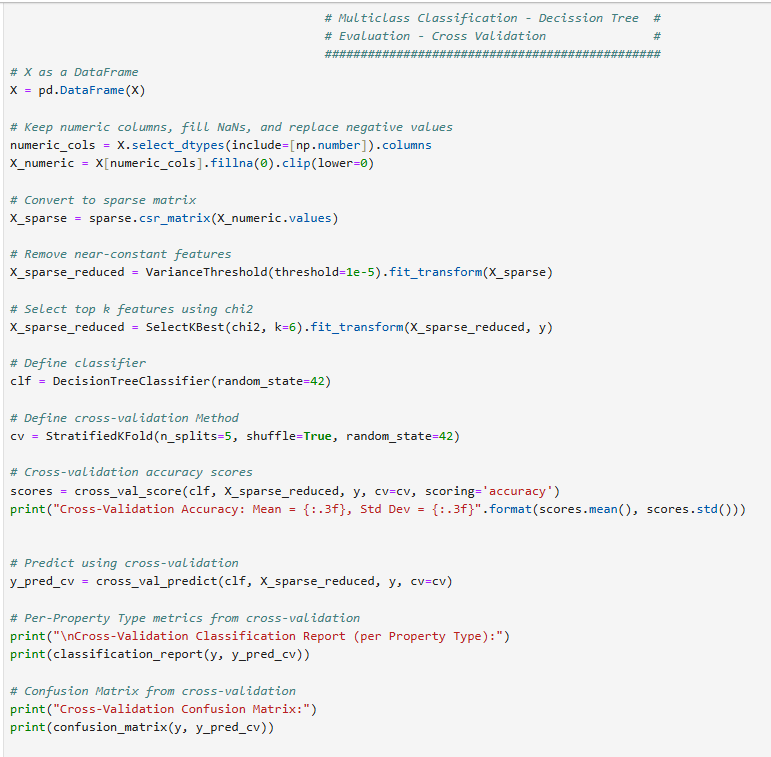 # Multiclass Classification - Decission Tree  #
# Evaluation - Cross Validation               #
###############################################
# X as a DataFrame
X = pd.DataFrame(X)
# Keep numeric columns, fill NaNs, and replace negative values
numeric_cols = X.select_dtypes(include=[np.number]).columns
X_numeric = X[numeric_cols].fillna(0).clip(lower=0)
# Convert to sparse matrix
X_sparse = sparse.csr_matrix(X_numeric.values)
# Remove near-constant features
X_sparse_reduced = VarianceThreshold(threshold=1e-5).fit_transform(X_sparse)
# Select top k features using chi2
X_sparse_reduced = SelectKBest(chi2, k=6).fit_transform(X_sparse_reduced, y)
# Define classifier
clf = DecisionTreeClassifier(random_state=42)
# Define cross-validation Method
cv = StratifiedKFold(n_splits=5, shuffle=True, random_state=42)
# Cross-validation accuracy scores
scores = cross_val_score(clf, X_sparse_reduced, y, cv=cv, scoring='accuracy')
print("Cross-Validation Accuracy: Mean = {:.3f}, Std Dev = {:.3f}".format(scores.mean(), scores.std()))
# Predict using cross-validation
y_pred_cv = cross_val_predict(clf, X_sparse_reduced, y, cv=cv)
# Per-Property Type metrics from cross-validation
print("\nCross-Validation Classification Report (per Property Type):")
print(classification_report(y, y_pred_cv))
# Confusion Matrix from cross-validation
print("Cross-Validation Confusion Matrix:")
print(confusion_matrix(y, y_pred_cv))